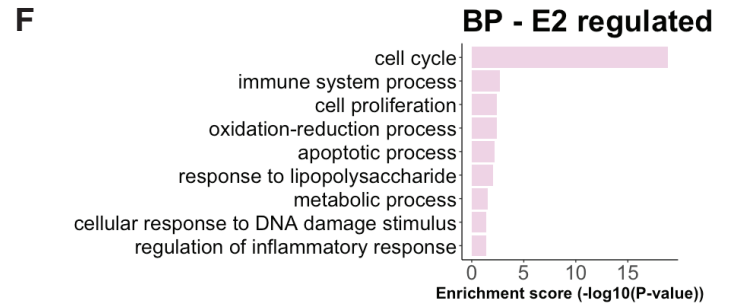 F
BP - E2 regulated
cell cycle
immune system process
cell proliferation
oxidation-reduction process
apoptotic process
response to lipopolysaccharide
metabolic process
cellular response to DNA damage stimulus
regulation of inflammatory response
0 5 10 15
Enrichment score (-log10(P-value))